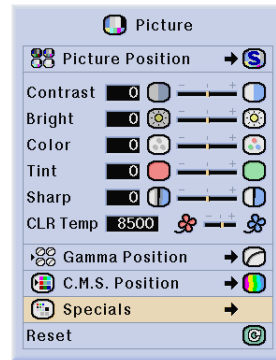 Picture
Picture Position S
Contrast 0 - +
Bright 0 - +
Color 0 - +
Tint 0 - +
Sharp 0 - +
CLR Temp 8500 - +
Gamma Position
C.M.S. Position
Specials
Reset